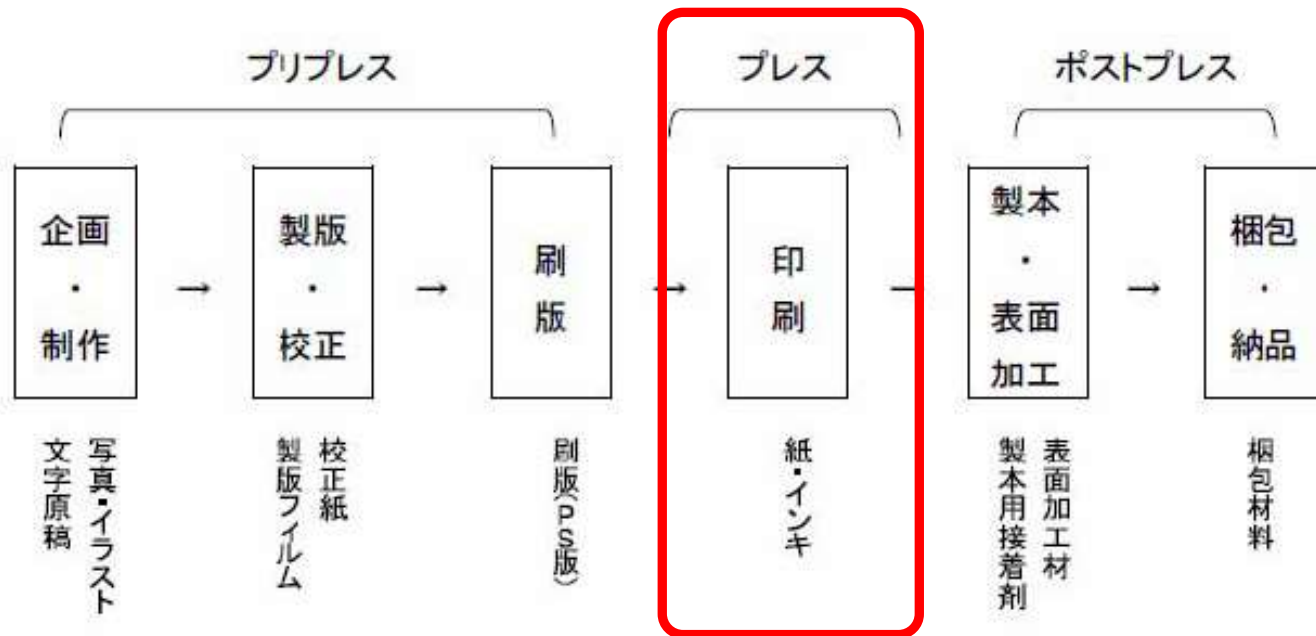 プリプレス
プレス
ポストプレス
企画
・
制作
→
製版
・
校正
→
刷
版
→
印
刷
→
製本
・
表面
加工
→
梱包
・
納品
写真・イラスト
文字原稿
校正紙
製版フィルム
刷版(PS版)
紙・インキ
表面加工材
製本用接着剤
梱包材料